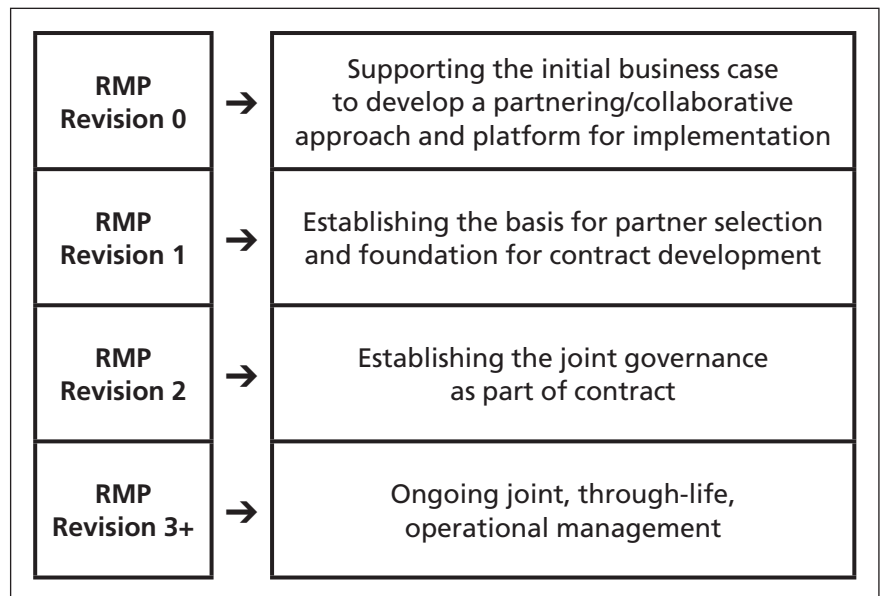 RMP
Revision 0
➔
Supporting the initial business case
to develop a partnering/collaborative
approach and platform for implementation
RMP
Revision 1
➔
Establishing the basis for partner selection
and foundation for contract development
RMP
Revision 2
➔
Establishing the joint governance
as part of contract
RMP
Revision 3+
➔
Ongoing joint, through-life,
operational management